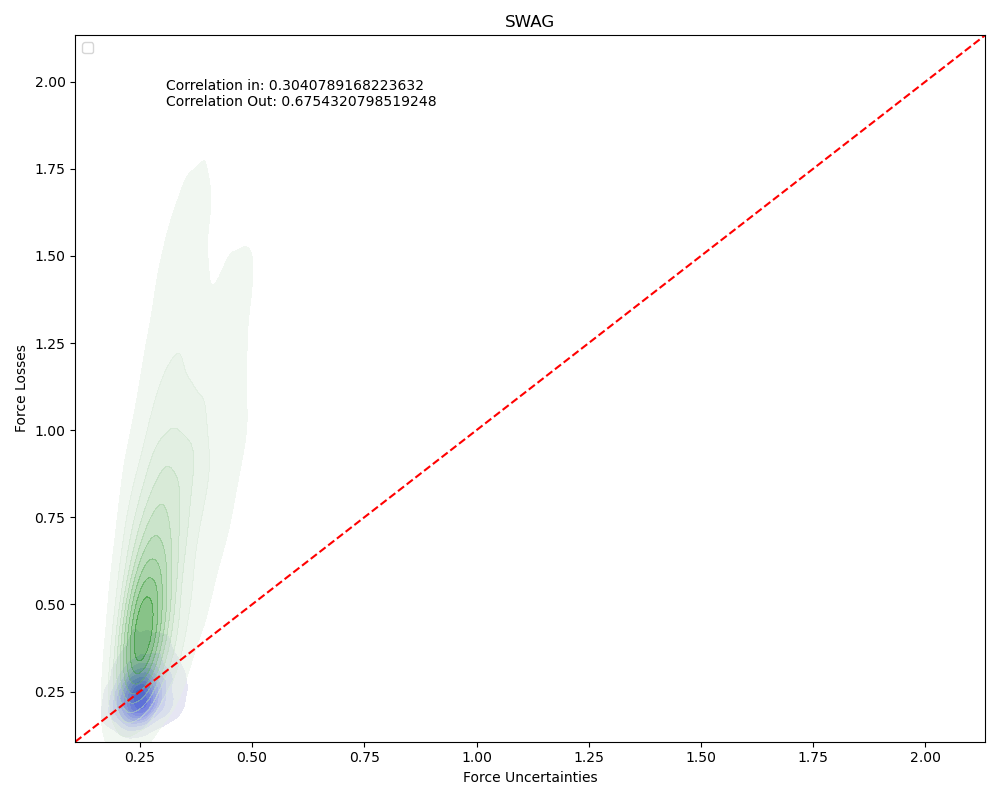 SWAG
Correlation in: 0.3040789168223632
Correlation Out: 0.6754320798519248
2.00
1.75
1.50
1.25
1.00
0.75
0.50
0.25
Force Losses
0.25 0.50 0.75 1.00 1.25 1.50 1.75 2.00
Force Uncertainties